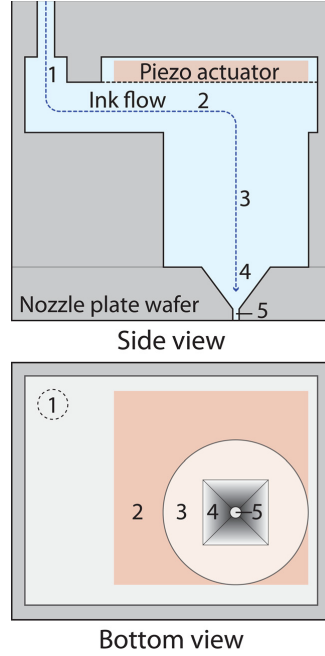 1
Piezo actuator
Ink flow 2
3
4
Nozzle plate wafer
5
Side view
1
2 3 4 5
Bottom view